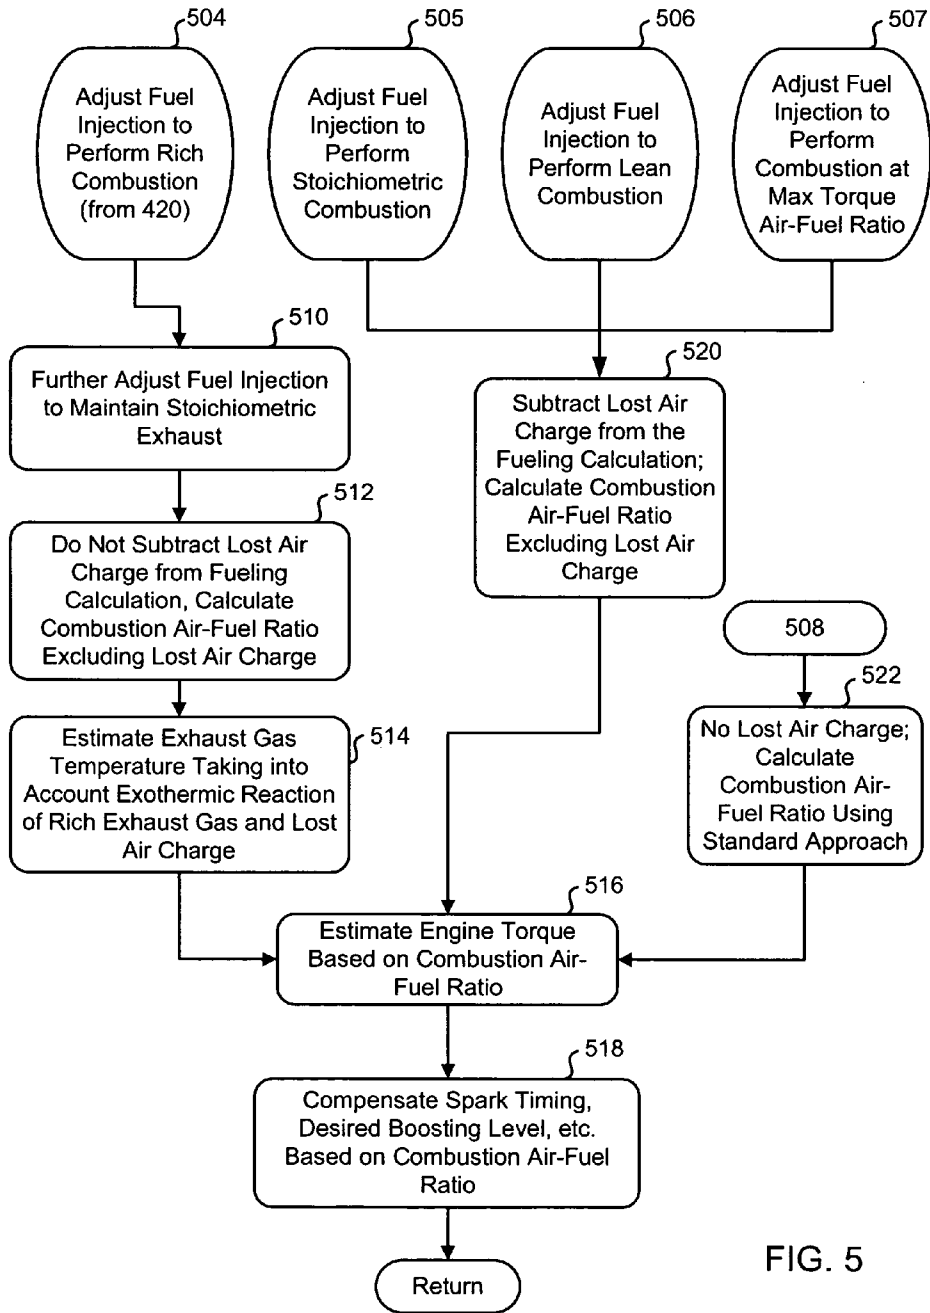 504
505
506
507
Adjust Fuel
Injection to
Perform Rich
Combustion
(from 420)
Adjust Fuel
Injection to
Perform
Stoichiometric
Combustion
Adjust Fuel
Injection to
Perform Lean
Combustion
Adjust Fuel
Injection to
Perform
Combustion at
Max Torque
Air-Fuel Ratio
510
Further Adjust Fuel Injection
to Maintain Stoichiometric
Exhaust
520
Subtract Lost Air
Charge from the
Fueling Calculation;
Calculate Combustion
Air-Fuel Ratio
Excluding Lost Air
Charge
512
Do Not Subtract Lost Air
Charge from Fueling
Calculation, Calculate
Combustion Air-Fuel Ratio
Excluding Lost Air Charge
508
522
No Lost Air Charge;
Calculate
Combustion Air-
Fuel Ratio Using
Standard Approach
514
Estimate Exhaust Gas
Temperature Taking into
Account Exothermic Reaction
of Rich Exhaust Gas and Lost
Air Charge
516
Estimate Engine Torque
Based on Combustion Air-
Fuel Ratio
518
Compensate Spark Timing,
Desired Boosting Level, etc.
Based on Combustion Air-Fuel
Ratio
Return
FIG. 5